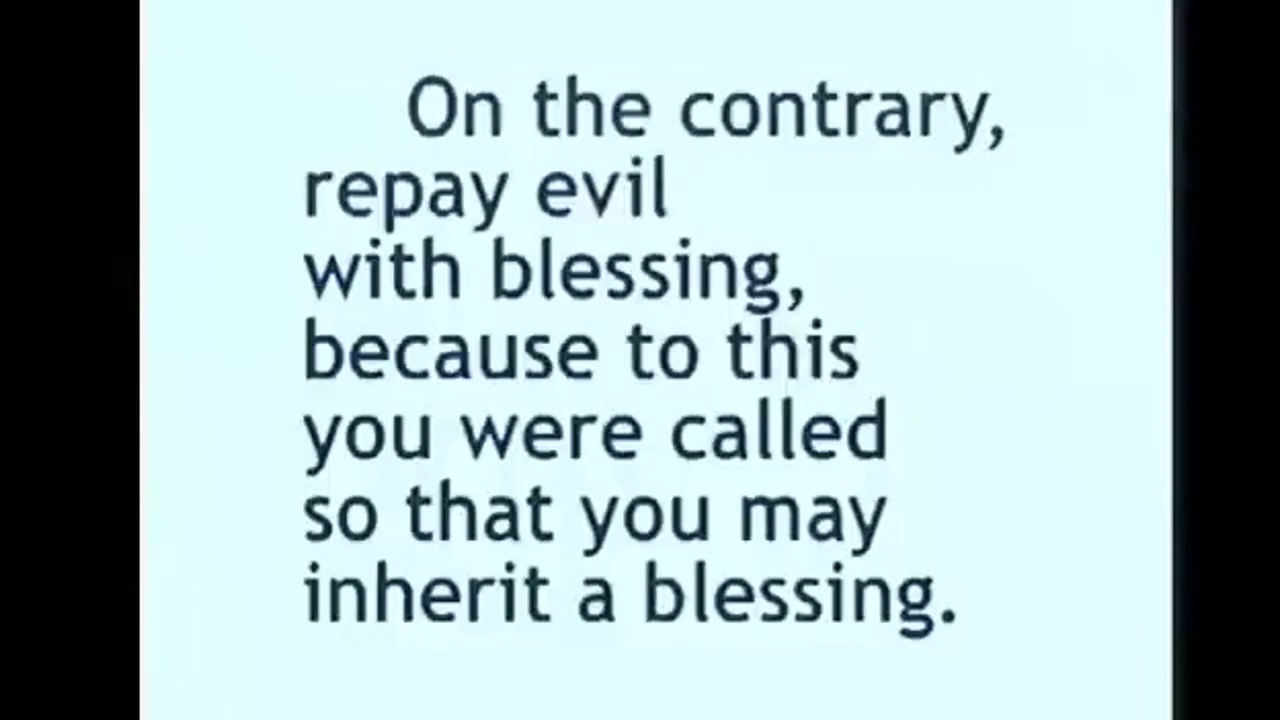 On the contrary,
repay evil
with blessing,
because to this
you were called
so that you may
inherit a blessing.